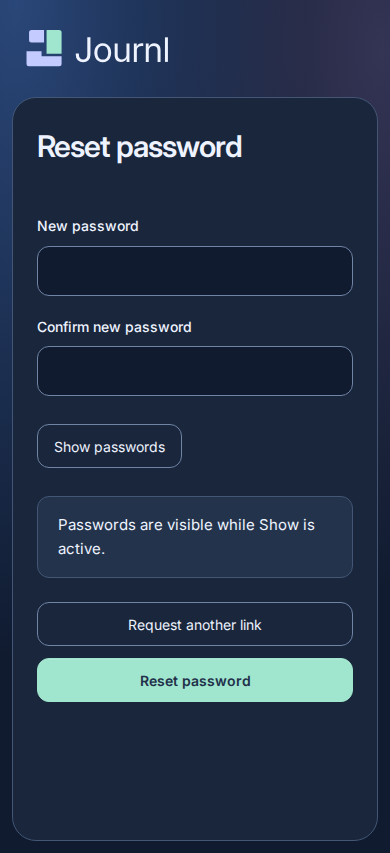 Journl
Reset password
New password
Confirm new password
Show passwords
Passwords are visible while Show is
active.
Request another link
Reset password